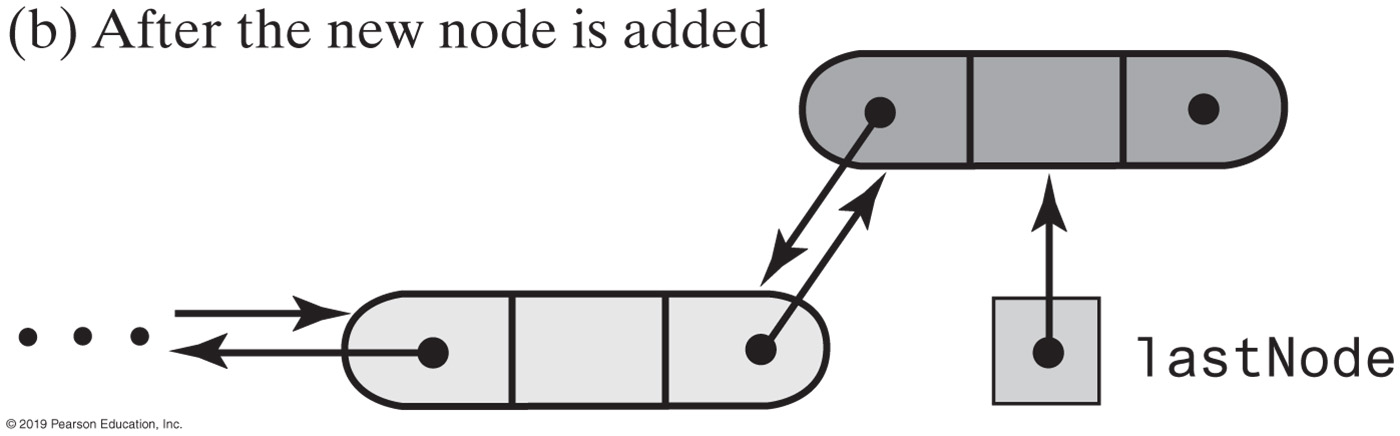 (b) After the new node is added
lastNode
© 2019 Pearson Education, Inc.